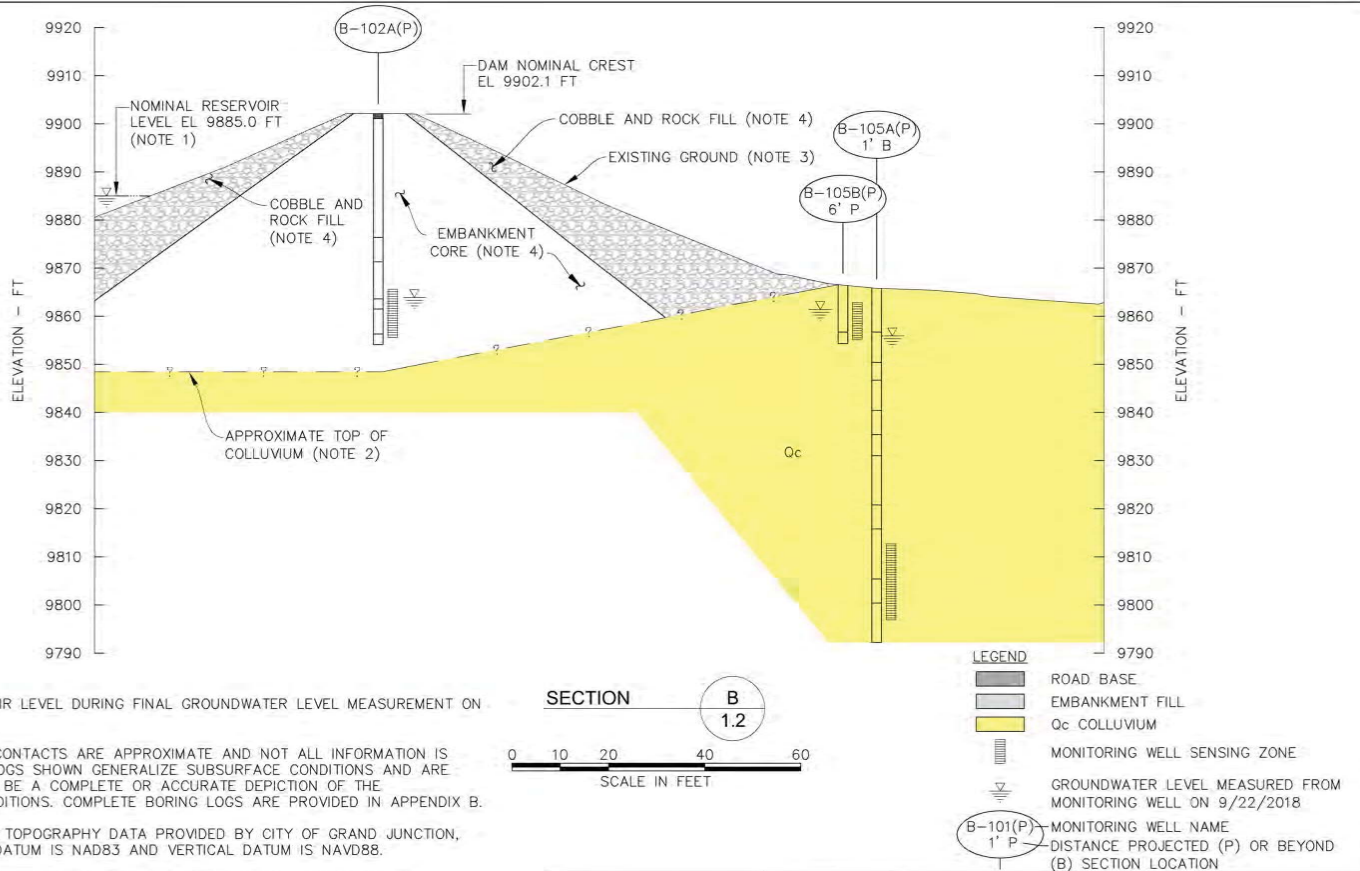 B-102A(P)
DAM NOMINAL CREST
EL 9902.1 FT
NOMINAL RESERVOIR
LEVEL EL 9885.0 FT
(NOTE 1)
COBBLE AND ROCK FILL (NOTE 4)
EXISTING GROUND (NOTE 3)
B-105A(P)
1' B
B-105B(P)
6' P
COBBLE AND
ROCK FILL
(NOTE 4)
EMBANKMENT
CORE (NOTE 4)
APPROXIMATE TOP OF
COLLUVIUM (NOTE 2)
Qc
? ? ? ? ? ? ?
ELEVATION - FT
9920
9910
9900
9890
9880
9870
9860
9850
9840
9830
9820
9810
9800
9790
ELEVATION - FT
9920
9910
9900
9890
9880
9870
9860
9850
9840
9830
9820
9810
9800
9790
IR LEVEL DURING FINAL GROUNDWATER LEVEL MEASUREMENT ON
CONTACTS ARE APPROXIMATE AND NOT ALL INFORMATION IS
OGS SHOWN GENERALIZE SUBSURFACE CONDITIONS AND ARE
BE A COMPLETE OR ACCURATE DEPICTION OF THE
DITIONS. COMPLETE BORING LOGS ARE PROVIDED IN APPENDIX B.
TOPOGRAPHY DATA PROVIDED BY CITY OF GRAND JUNCTION,
DATUM IS NAD83 AND VERTICAL DATUM IS NAVD88.
SECTION B
1.2
0 10 20 40 60
SCALE IN FEET
LEGEND
ROAD BASE
EMBANKMENT FILL
Qc COLLUVIUM
MONITORING WELL SENSING ZONE
GROUNDWATER LEVEL MEASURED FROM
MONITORING WELL ON 9/22/2018
B-101(P) MONITORING WELL NAME
1' P DISTANCE PROJECTED (P) OR BEYOND
(B) SECTION LOCATION